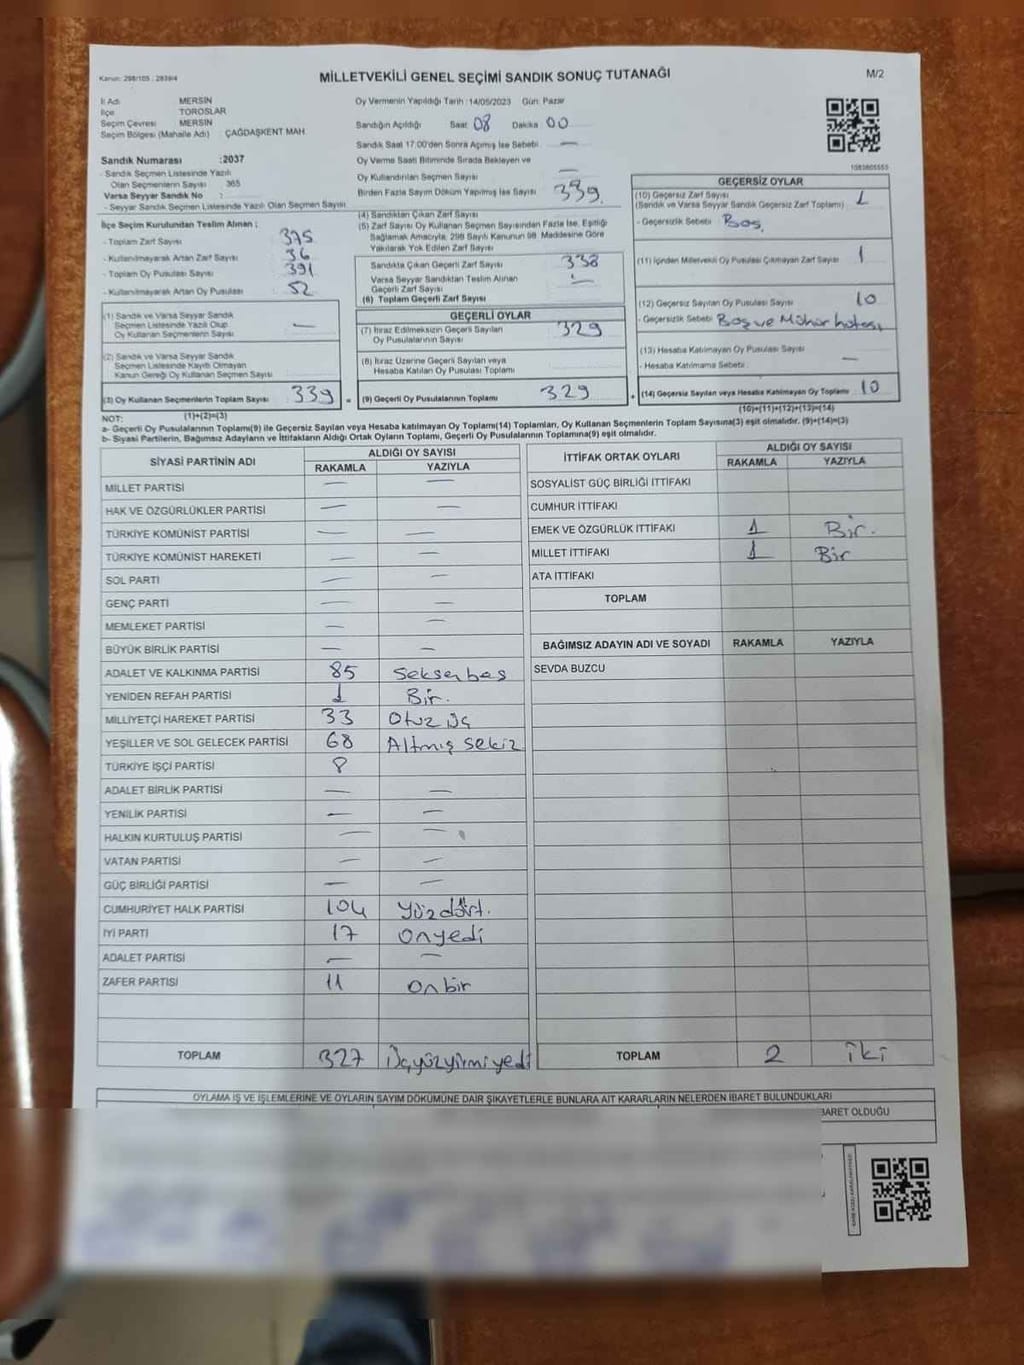 Kanun: 298/105 : 2839/4
MİLLETVEKİLİ GENEL SEÇİMİ SANDIK SONUÇ TUTANAĞI
M/2
İl Adı MERSİN
İlçe TOROSLAR
Seçim Çevresi MERSİN
Seçim Bölgesi (Mahalle Adı) : ÇAĞDAŞKENT MAH.
Oy Vermenin Yapıldığı Tarih : 14/05/2023 Gün: Pazar
Sandığın Açıldığı Saat 08 Dakika 00
Sandık Saat 17:00'den Sonra Açılmış İse Sebebi: —
Oy Verme Saati Bitiminde Sırada Bekleyen ve
Oy Kullandırılan Seçmen Sayısı —
Birden Fazla Sayım Döküm Yapılmış İse Sayısı
339
Sandık Numarası :2037
- Sandık Seçmen Listesinde Yazılı
Olan Seçmenlerin Sayısı 365
Varsa Seyyar Sandık No :
- Seyyar Sandık Seçmen Listesinde Yazılı Olan Seçmen Sayısı
İlçe Seçim Kurulundan Teslim Alınan ;
- Toplam Zarf Sayısı 375
- Kullanılmayarak Artan Zarf Sayısı 36
- Toplam Oy Pusulası Sayısı 391
- Kullanılmayarak Artan Oy Pusulası 52
(1) Sandık ve Varsa Seyyar Sandık
Seçmen Listesinde Yazılı Olup
Oy Kullanan Seçmenlerin Sayısı —
(2) Sandık ve Varsa Seyyar Sandık
Seçmen Listesinde Kayıtlı Olmayan
Kanun Gereği Oy Kullanan Seçmen Sayısı
(3) Oy Kullanan Seçmenlerin Toplam Sayısı 339
(1)+(2)=(3)
(4) Sandıktan Çıkan Zarf Sayısı
(5) Zarf Sayısı Oy Kullanan Seçmen Sayısından Fazla İse, Eşitliği
Sağlamak Amacıyla, 298 Sayılı Kanunun 98. Maddesine Göre
Yakılarak Yok Edilen Zarf Sayısı
Sandıkta Çıkan Geçerli Zarf Sayısı 338
Varsa Seyyar Sandıktan Teslim Alınan
Geçerli Zarf Sayısı —
(6) Toplam Geçerli Zarf Sayısı
GEÇERLİ OYLAR
(7) İtiraz Edilmeksizin Geçerli Sayılan
Oy Pusulalarının Sayısı 329
(8) İtiraz Üzerine Geçerli Sayılan veya
Hesaba Katılan Oy Pusulası Toplamı
(9) Geçerli Oy Pusulalarının Toplamı 329
1083605555
GEÇERSİZ OYLAR
(10) Geçersiz Zarf Sayısı
(Sandık ve Varsa Seyyar Sandık Geçersiz Zarf Toplamı) 1
- Geçersizlik Sebebi : Boş.
(11) İçinden Milletvekili Oy Pusulası Çıkmayan Zarf Sayısı 1
(12) Geçersiz Sayılan Oy Pusulası Sayısı 10
- Geçersizlik Sebebi Boş ve Mühür hatası
(13) Hesaba Katılmayan Oy Pusulası Sayısı
- Hesaba Katılmama Sebebi : —
(14) Geçersiz Sayılan veya Hesaba Katılmayan Oy Toplamı 10
(10)+(11)+(12)+(13)=(14)
NOT:
a- Geçerli Oy Pusulalarının Toplamı(9) ile Geçersiz Sayılan veya Hesaba katılmayan Oy Toplamı(14) Toplamları, Oy Kullanan Seçmenlerin Toplam Sayısına(3) eşit olmalıdır. (9)+(14)=(3)
b- Siyasi Partilerin, Bağımsız Adayların ve İttifakların Aldığı Ortak Oyların Toplamı, Geçerli Oy Pusulalarının Toplamına(9) eşit olmalıdır.
SİYASİ PARTİNİN ADI ALDIĞI OY SAYISI
RAKAMLA YAZIYLA
MİLLET PARTİSİ — —
HAK VE ÖZGÜRLÜKLER PARTİSİ — —
TÜRKİYE KOMÜNİST PARTİSİ — —
TÜRKİYE KOMÜNİST HAREKETİ — —
SOL PARTİ — —
GENÇ PARTİ — —
MEMLEKET PARTİSİ — —
BÜYÜK BİRLİK PARTİSİ — —
ADALET VE KALKINMA PARTİSİ 85 Seksenbeş
YENİDEN REFAH PARTİSİ 1 Bir.
MİLLİYETÇİ HAREKET PARTİSİ 33 Otuz üç
YEŞİLLER VE SOL GELECEK PARTİSİ 68 Altmış sekiz
TÜRKİYE İŞÇİ PARTİSİ 8
ADALET BİRLİK PARTİSİ — —
YENİLİK PARTİSİ — —
HALKIN KURTULUŞ PARTİSİ — —
VATAN PARTİSİ — —
GÜÇ BİRLİĞİ PARTİSİ — —
CUMHURİYET HALK PARTİSİ 104 Yüzdört.
İYİ PARTİ 17 Onyedi
ADALET PARTİSİ — —
ZAFER PARTİSİ 11 Onbir
TOPLAM 327 Üçyüzyirmiyedi
İTTİFAK ORTAK OYLARI ALDIĞI OY SAYISI
RAKAMLA YAZIYLA
SOSYALİST GÜÇ BİRLİĞİ İTTİFAKI
CUMHUR İTTİFAKI
EMEK VE ÖZGÜRLÜK İTTİFAKI 1 Bir.
MİLLET İTTİFAKI 1 Bir
ATA İTTİFAKI
TOPLAM
BAĞIMSIZ ADAYIN ADI VE SOYADI RAKAMLA YAZIYLA
SEVDA BUZCU
TOPLAM 2 iki
OYLAMA İŞ VE İŞLEMLERİNE VE OYLARIN SAYIM DÖKÜMÜNE DAİR ŞİKAYETLERLE BUNLARA AİT KARARLARIN NELERDEN İBARET BULUNDUKLARI
BARET OLDUĞU